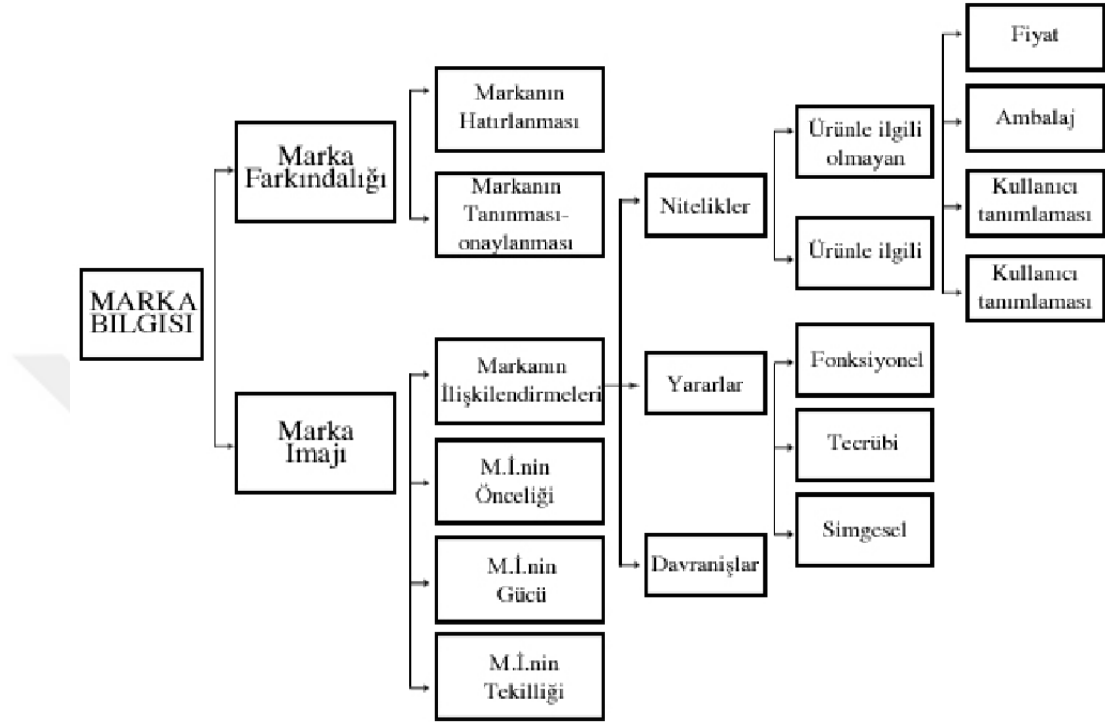 MARKA
BILGISI
Marka
Farkındalığı
Marka
Imajı
Markanın
Hatırlanması
Markanın
Tanınması-
onaylanması
Markanın
İlişkilendirmeleri
M.İ.nin
Önceliği
M.İ.nin
Gücü
M.İ.nin
Tekilliği
Nitelikler
Yararlar
Davranişlar
Ürünle ilgili
olmayan
Ürünle ilgili
Fonksiyonel
Tecrübi
Simgesel
Fiyat
Ambalaj
Kullanıcı
tanımlaması
Kullanıcı
tanımlaması